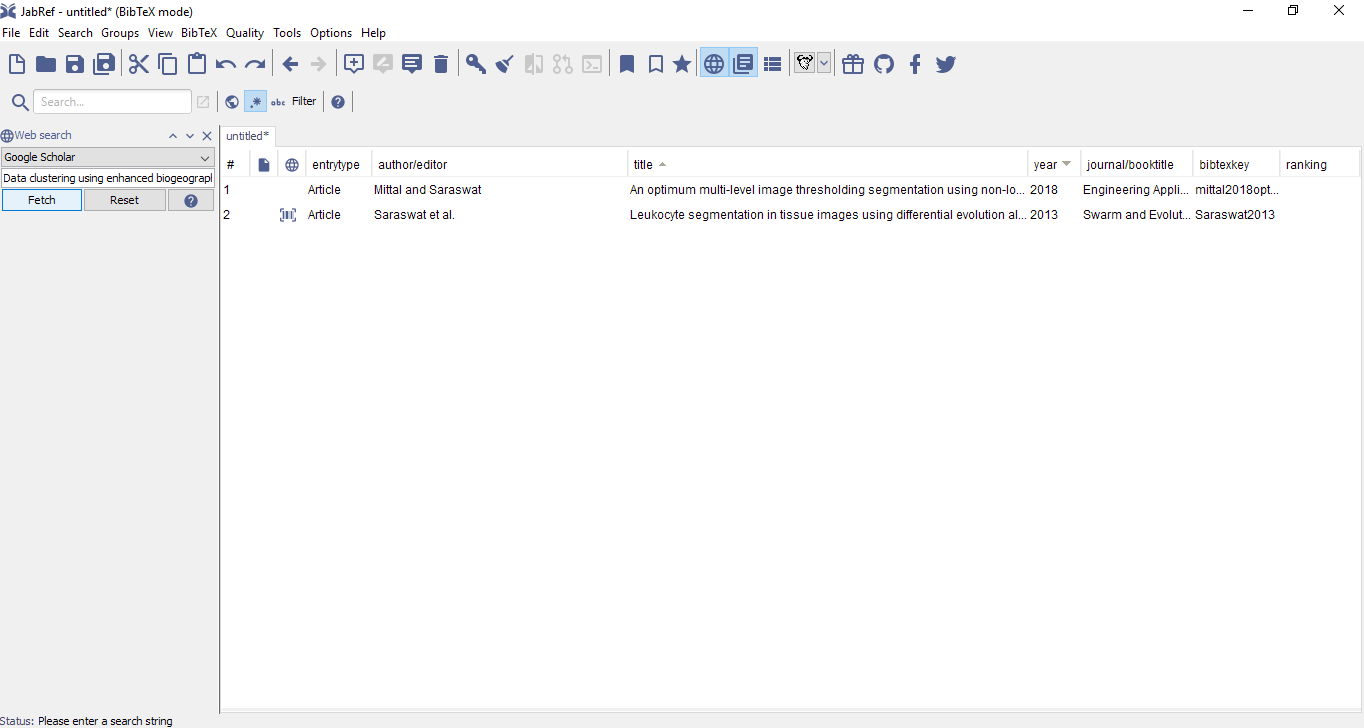 JabRef - untitled* (BibTeX mode)
File Edit Search Groups View BibTeX Quality Tools Options Help
Search...
abc Filter
Web search
Google Scholar
Data clustering using enhanced biogeograpl
Fetch Reset
untitled*
# entrytype author/editor title year journal/booktitle bibtexkey ranking
1 Article Mittal and Saraswat An optimum multi-level image thresholding segmentation using non-lo... 2018 Engineering Appli... mittal2018opt...
2 Article Saraswat et al. Leukocyte segmentation in tissue images using differential evolution al... 2013 Swarm and Evolut... Saraswat2013
Status: Please enter a search string